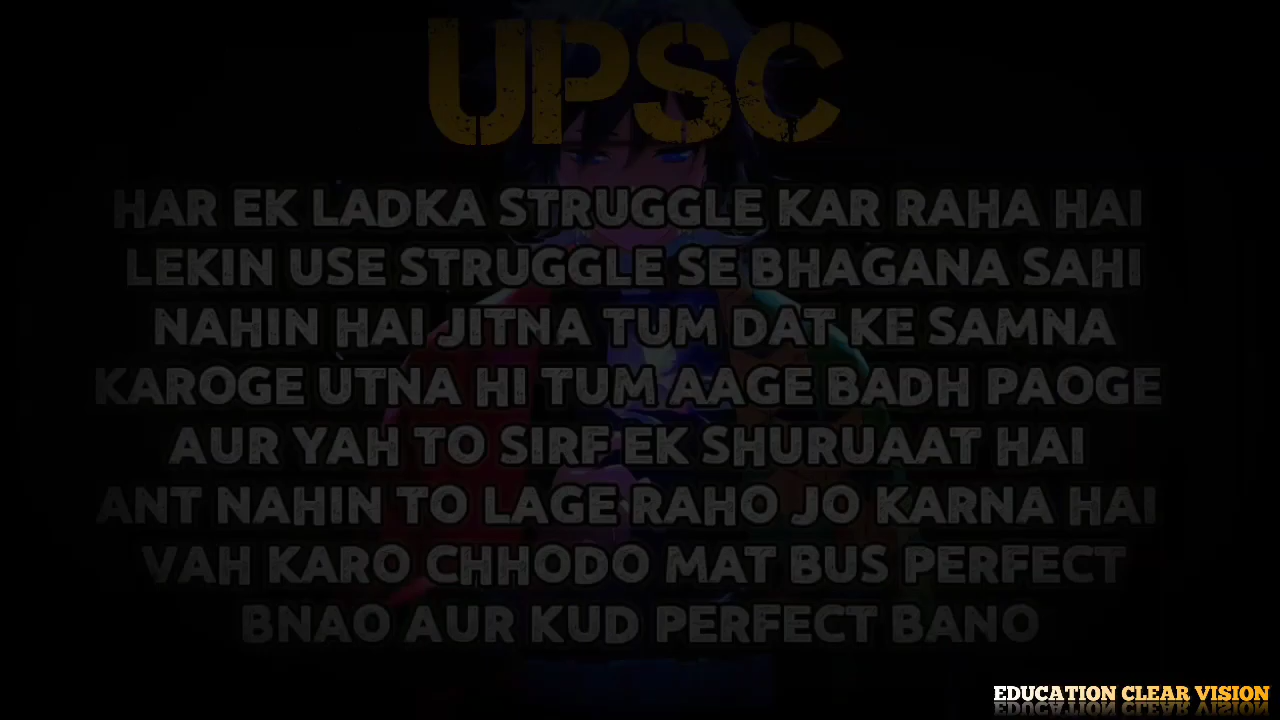 UPSC
HAR EK LADKA STRUGGLE KAR RAHA HAI
LEKIN USE STRUGGLE SE BHAGANA SAHI
NAHIN HAI JITNA TUM DAT KE SAMNA
KAROGE UTNA HI TUM AAGE BADH PAOGE
AUR YAH TO SIRF EK SHURUAAT HAI
ANT NAHIN TO LAGE RAHO JO KARNA HAI
VAH KARO CHHODO MAT BUS PERFECT
BNAO AUR KUD PERFECT BANO
EDUCATION CLEAR VISION